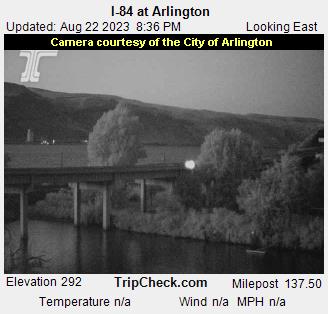 I-84 at Arlington
Updated: Aug 22 2023 8:36 PM Looking East
Camera courtesy of the City of Arlington
Elevation 292 TripCheck.com Milepost 137.50
Temperature n/a Wind n/a MPH n/a